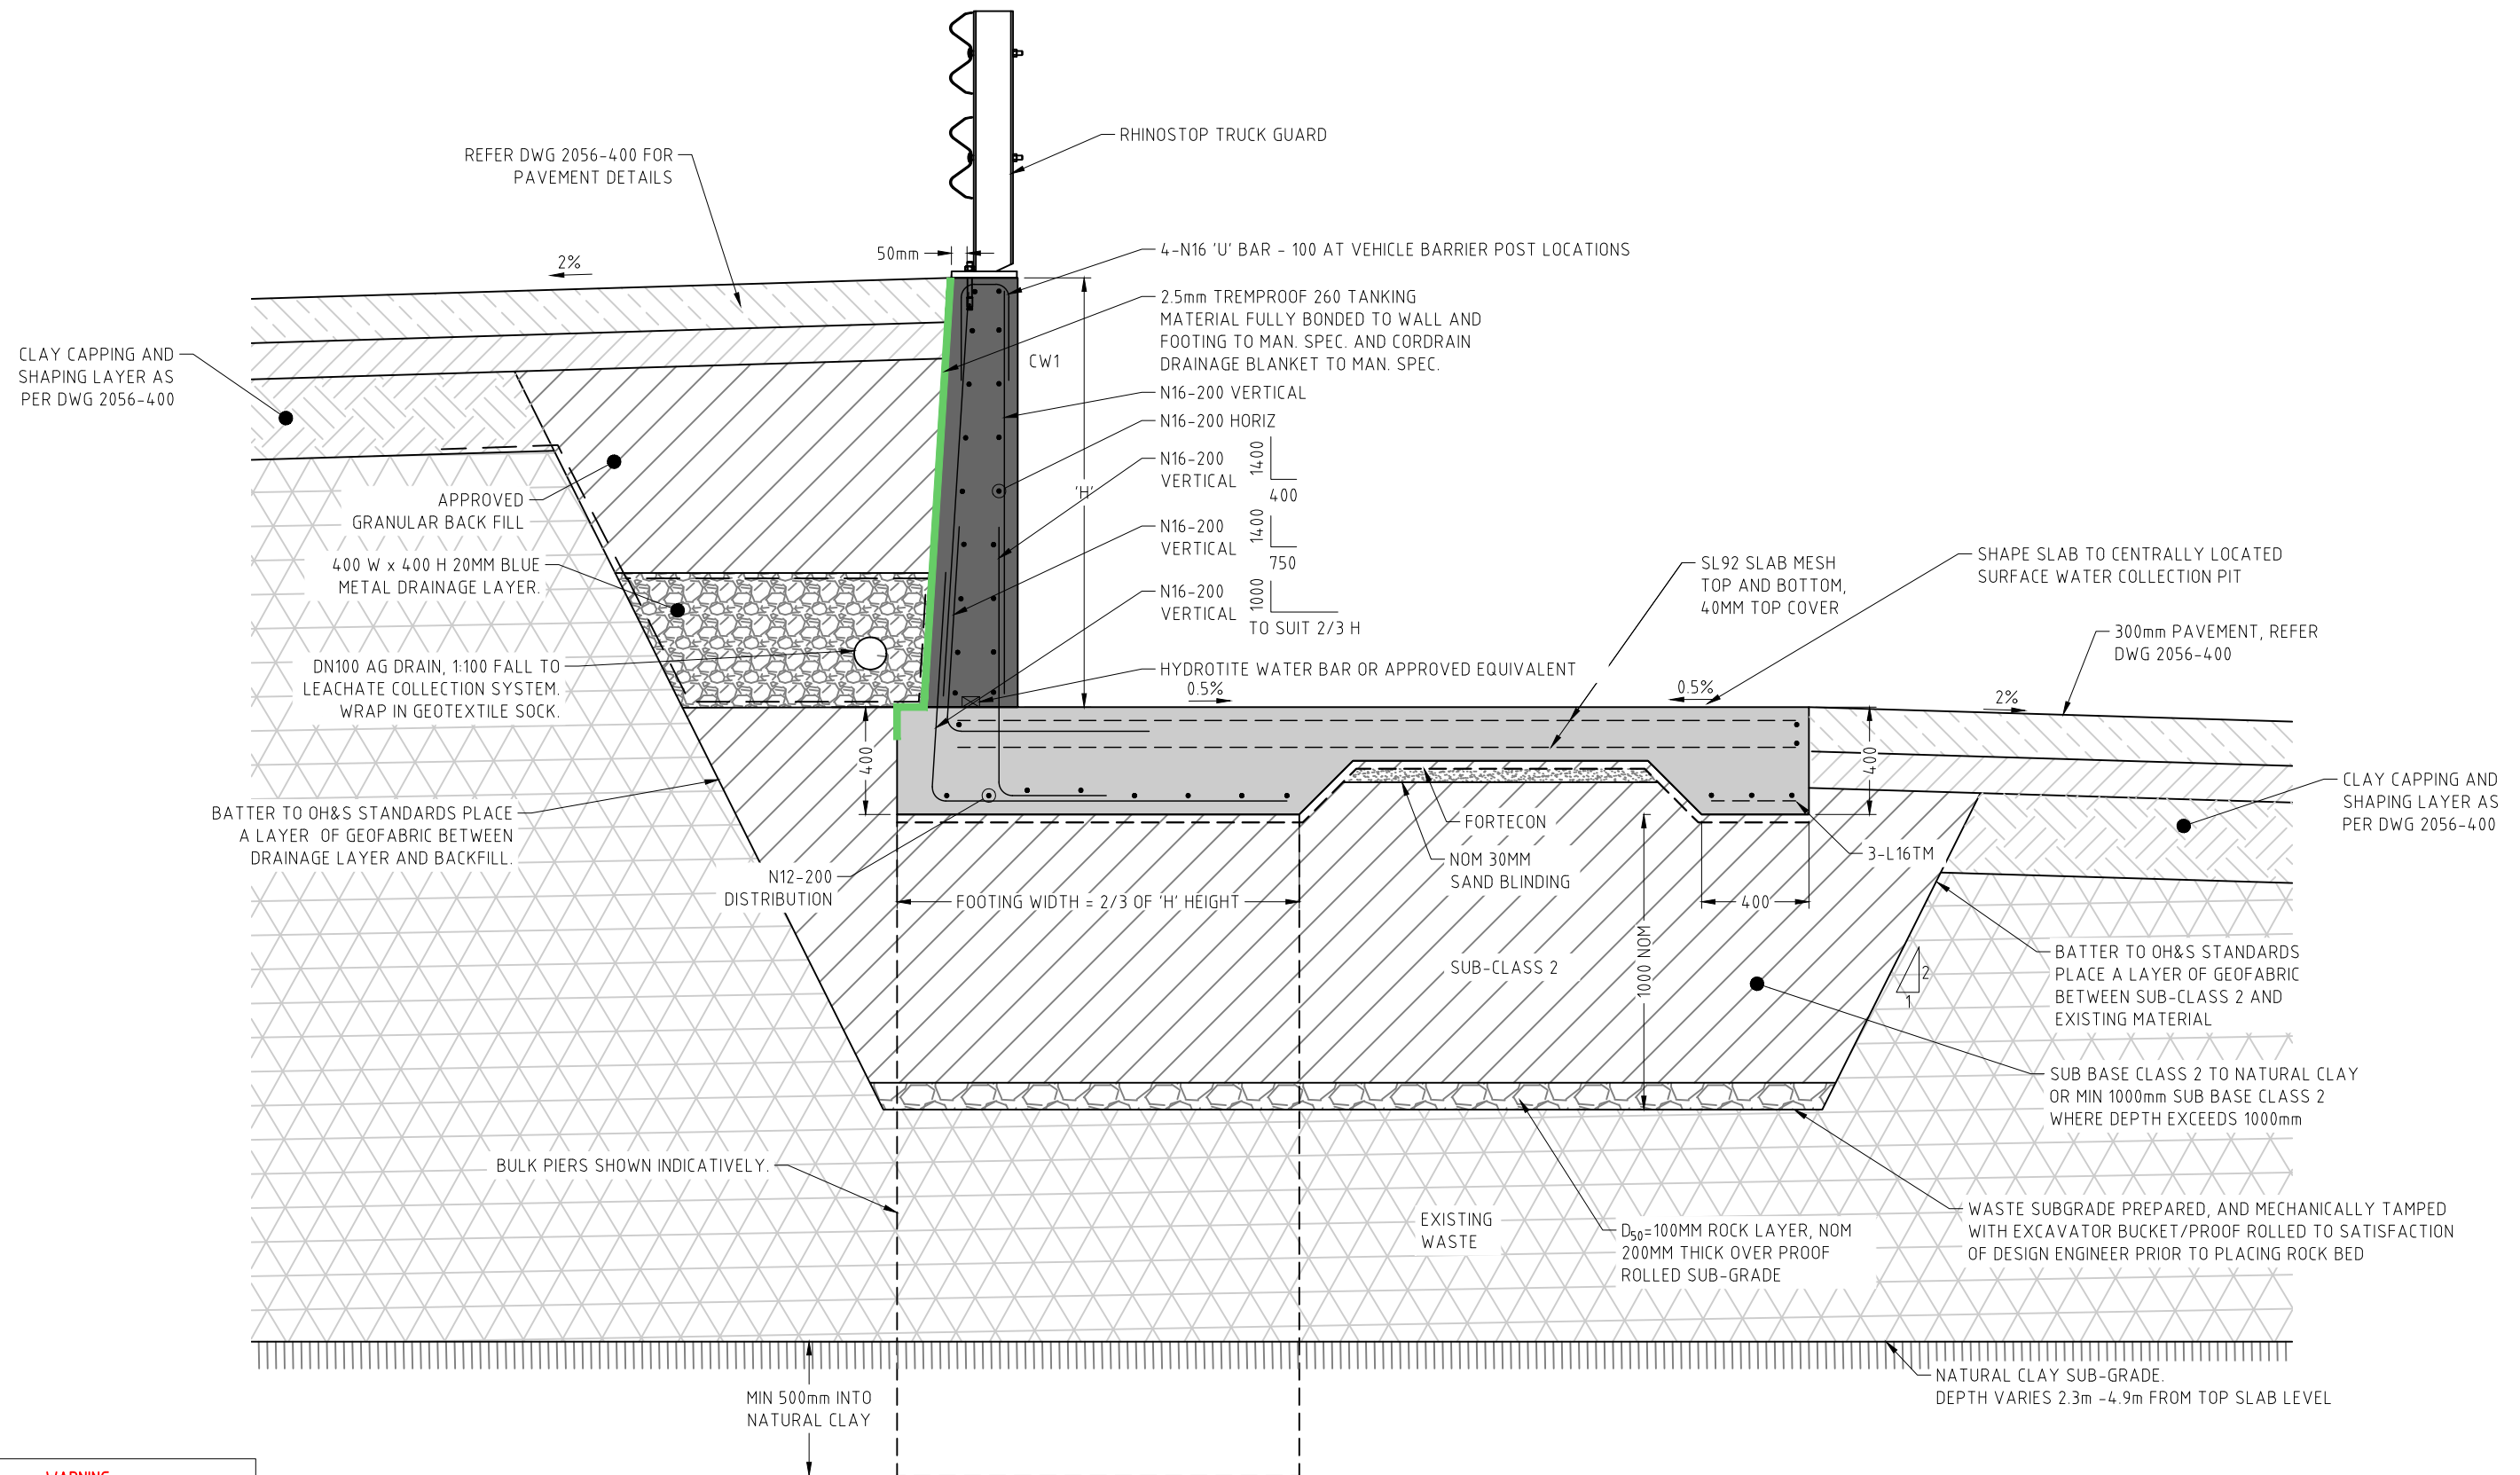 RHINOSTOP TRUCK GUARD
REFER DWG 2056-400 FOR
PAVEMENT DETAILS
50mm
4-N16 'U' BAR - 100 AT VEHICLE BARRIER POST LOCATIONS
2%
2.5mm TREMPROOF 260 TANKING
MATERIAL FULLY BONDED TO WALL AND
FOOTING TO MAN. SPEC. AND CORDRAIN
DRAINAGE BLANKET TO MAN. SPEC.
CLAY CAPPING AND
SHAPING LAYER AS
PER DWG 2056-400
CW1
N16-200 VERTICAL
N16-200 HORIZ
N16-200
VERTICAL
1400
400
'H'
APPROVED
GRANULAR BACK FILL
N16-200
VERTICAL
1400
750
400 W x 400 H 20MM BLUE
METAL DRAINAGE LAYER.
N16-200
VERTICAL
1000
TO SUIT 2/3 H
SL92 SLAB MESH
TOP AND BOTTOM,
40MM TOP COVER
SHAPE SLAB TO CENTRALLY LOCATED
SURFACE WATER COLLECTION PIT
300mm PAVEMENT, REFER
DWG 2056-400
DN100 AG DRAIN, 1:100 FALL TO
LEACHATE COLLECTION SYSTEM.
WRAP IN GEOTEXTILE SOCK.
HYDROTITE WATER BAR OR APPROVED EQUIVALENT
0.5%
0.5%
2%
400
400
CLAY CAPPING AND
SHAPING LAYER AS
PER DWG 2056-400
BATTER TO OH&S STANDARDS PLACE
A LAYER OF GEOFABRIC BETWEEN
DRAINAGE LAYER AND BACKFILL.
FORTECON
NOM 30MM
SAND BLINDING
3-L16TM
N12-200
DISTRIBUTION
FOOTING WIDTH = 2/3 OF 'H' HEIGHT
400
1000 NOM
SUB-CLASS 2
2
1
BATTER TO OH&S STANDARDS
PLACE A LAYER OF GEOFABRIC
BETWEEN SUB-CLASS 2 AND
EXISTING MATERIAL
SUB BASE CLASS 2 TO NATURAL CLAY
OR MIN 1000mm SUB BASE CLASS 2
WHERE DEPTH EXCEEDS 1000mm
BULK PIERS SHOWN INDICATIVELY.
EXISTING
WASTE
D50=100MM ROCK LAYER, NOM
200MM THICK OVER PROOF
ROLLED SUB-GRADE
WASTE SUBGRADE PREPARED, AND MECHANICALLY TAMPED
WITH EXCAVATOR BUCKET/PROOF ROLLED TO SATISFACTION
OF DESIGN ENGINEER PRIOR TO PLACING ROCK BED
MIN 500mm INTO
NATURAL CLAY
NATURAL CLAY SUB-GRADE.
DEPTH VARIES 2.3m -4.9m FROM TOP SLAB LEVEL
WARNING